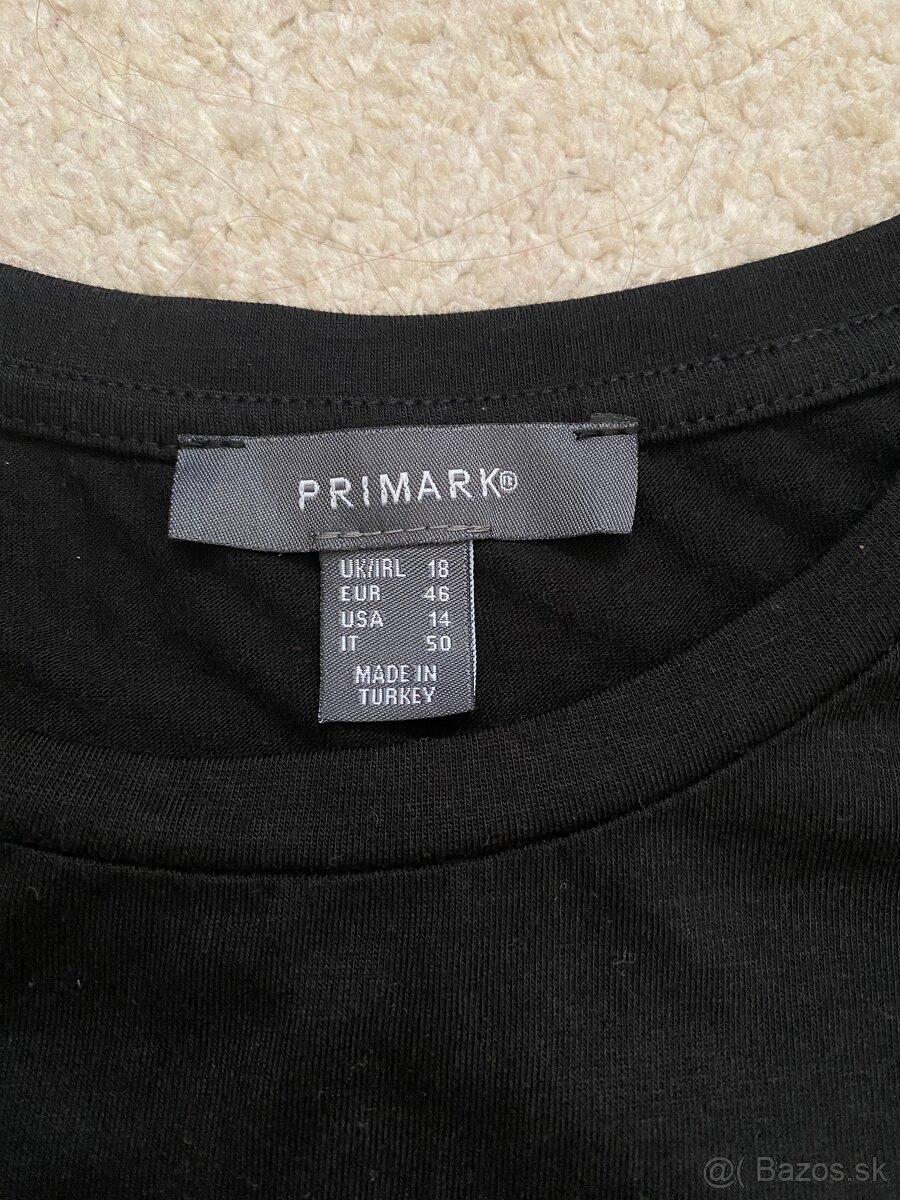 PRIMARK®
UK/IRL 18
EUR 46
USA 14
IT 50
MADE IN
TURKEY
@( Bazos.sk